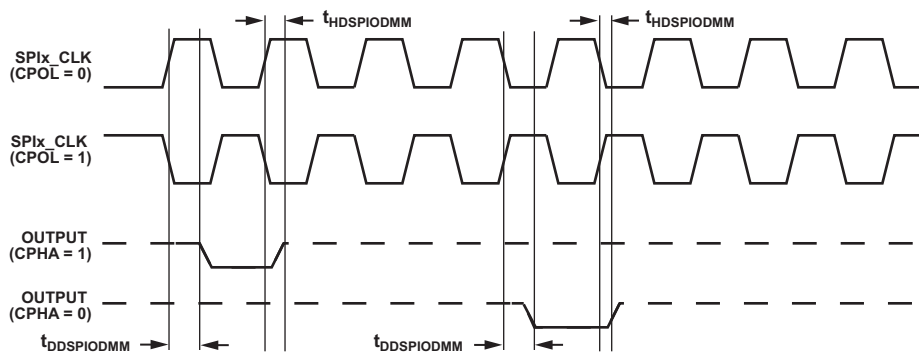 tHDSPIODMM
tHDSPIODMM
SPIx_CLK
(CPOL = 0)
SPIx_CLK
(CPOL = 1)
OUTPUT
(CPHA = 1)
OUTPUT
(CPHA = 0)
tDDSPIODMM
tDDSPIODMM